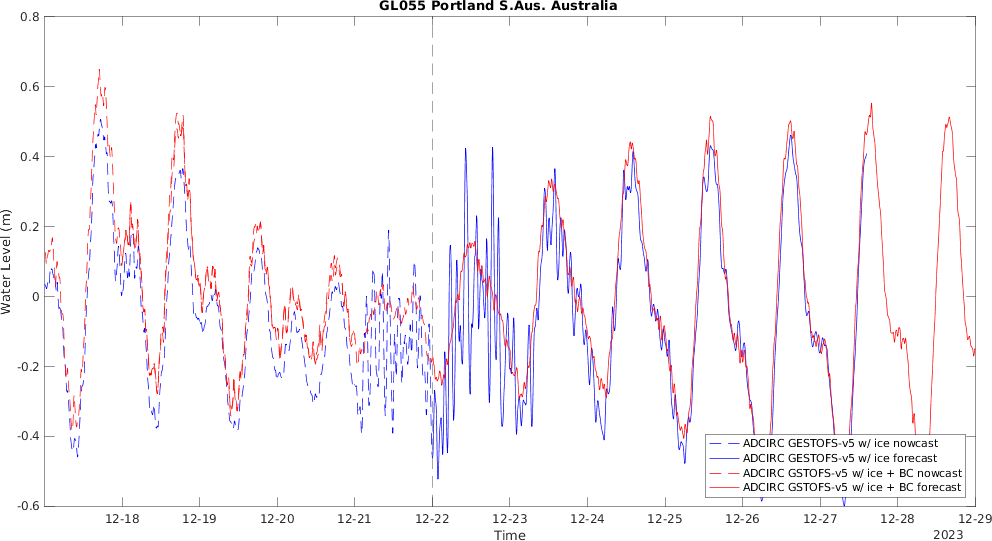 GL055 Portland S.Aus. Australia
Water Level (m)
0.8
0.6
0.4
0.2
0
-0.2
-0.4
-0.6
12-18 12-19 12-20 12-21 12-22 12-23 12-24 12-25 12-26 12-27 12-28 12-29
Time
2023
ADCIRC GESTOFS-v5 w/ ice nowcast
ADCIRC GESTOFS-v5 w/ ice forecast
ADCIRC GSTOFS-v5 w/ ice + BC nowcast
ADCIRC GSTOFS-v5 w/ ice + BC forecast